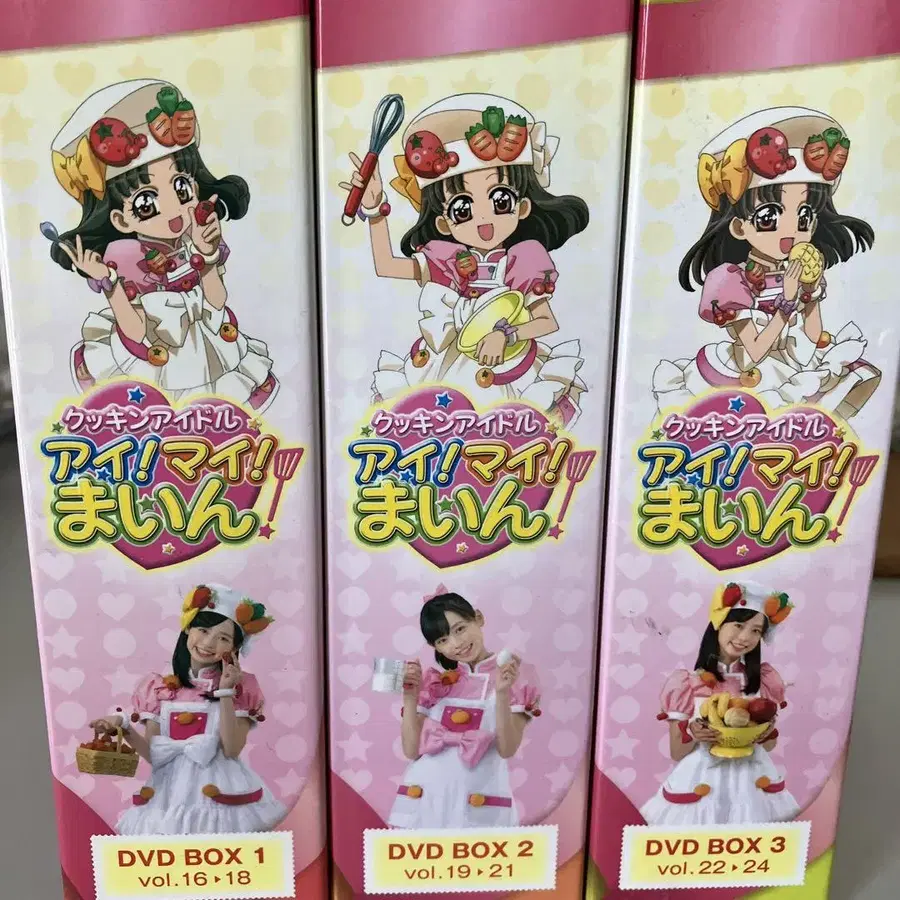 クッキンアイドル
アイ!マイ!
まいん!
DVD BOX 1
vol.16▸18
クッキンアイドル
アイ!マイ!
まいん!
DVD BOX 2
vol.19▸21
クッキンアイドル
アイ!マイ!
まいん!
DVD BOX 3
vol.22▸24